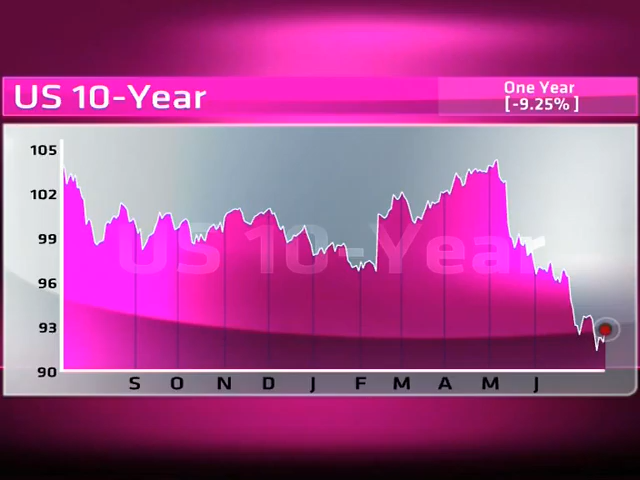 US 10-Year
One Year
[-9.25% ]
US 10-Year
105
102
99
96
93
90
S O N D J F M A M J